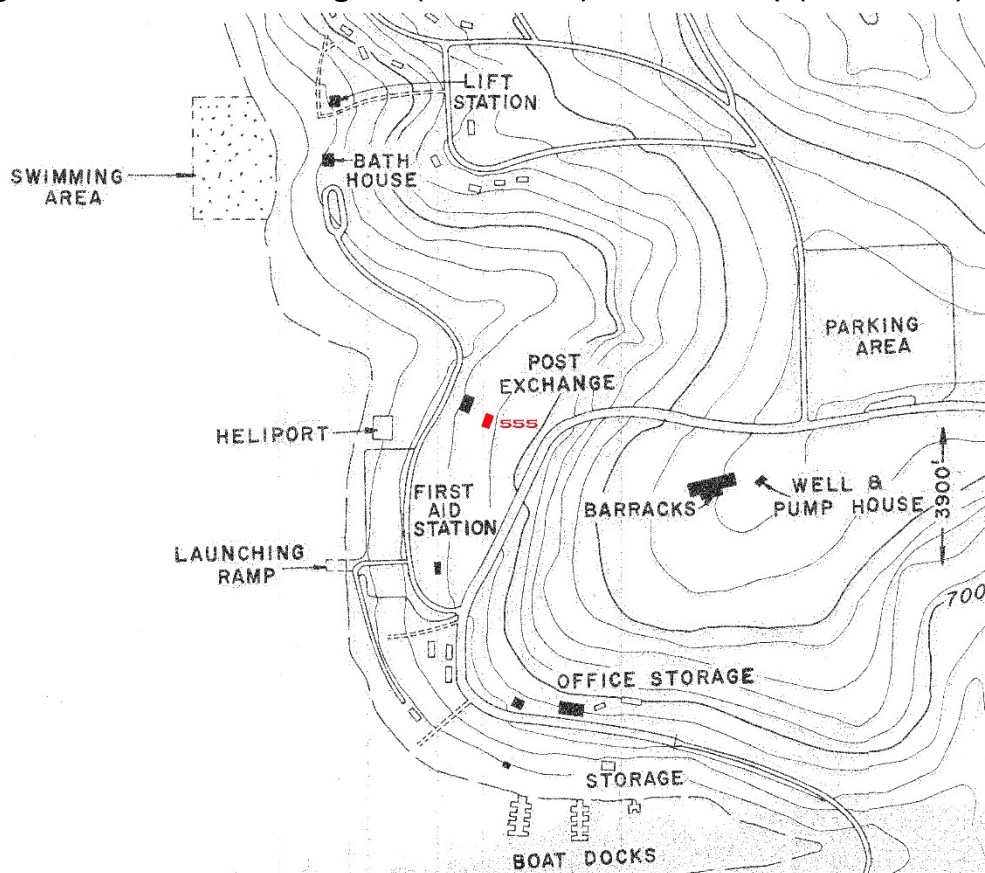 LIFT
STATION
BATH
HOUSE
SWIMMING
AREA
PARKING
AREA
POST
EXCHANGE
555
HELIPORT
FIRST
AID
STATION
WELL &
PUMP HOUSE
BARRACKS
3900'
LAUNCHING
RAMP
700
OFFICE STORAGE
STORAGE
BOAT DOCKS